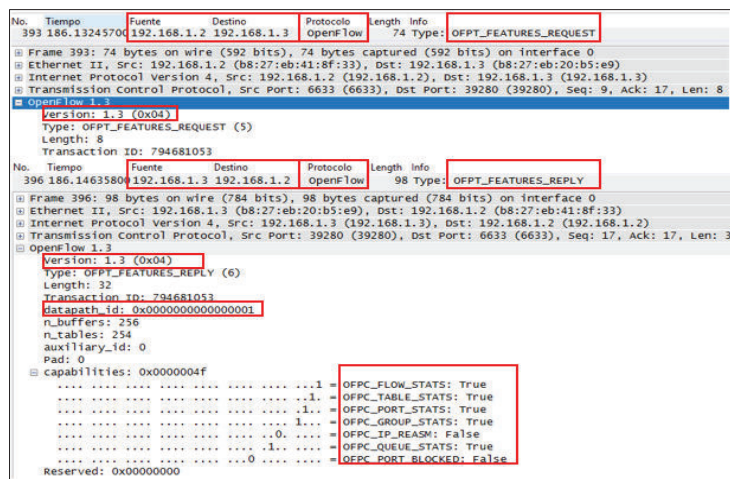 No. Tiempo Fuente Destino Protocolo Length Info
393 186.13245700 192.168.1.2 192.168.1.3 OpenFlow 74 Type: OFPT_FEATURES_REQUEST
Frame 393: 74 bytes on wire (592 bits), 74 bytes captured (592 bits) on interface 0
Ethernet II, Src: 192.168.1.2 (b8:27:eb:41:8f:33), Dst: 192.168.1.3 (b8:27:eb:20:b5:e9)
Internet Protocol Version 4, Src: 192.168.1.2 (192.168.1.2), Dst: 192.168.1.3 (192.168.1.3)
Transmission Control Protocol, Src Port: 6633 (6633), Dst Port: 39280 (39280), Seq: 9, Ack: 17, Len: 8
OpenFlow 1.3
version: 1.3 (0x04)
Type: OFPT_FEATURES_REQUEST (5)
Length: 8
Transaction ID: 794681053
No. Tiempo Fuente Destino Protocolo Length Info
396 186.14635800 192.168.1.3 192.168.1.2 OpenFlow 98 Type: OFPT_FEATURES_REPLY
Frame 396: 98 bytes on wire (784 bits), 98 bytes captured (784 bits) on interface 0
Ethernet II, Src: 192.168.1.3 (b8:27:eb:20:b5:e9), Dst: 192.168.1.2 (b8:27:eb:41:8f:33)
Internet Protocol Version 4, Src: 192.168.1.3 (192.168.1.3), Dst: 192.168.1.2 (192.168.1.2)
Transmission Control Protocol, Src Port: 39280 (39280), Dst Port: 6633 (6633), Seq: 17, Ack: 17, Len: 3
OpenFlow 1.3
version: 1.3 (0x04)
Type: OFPT_FEATURES_REPLY (6)
Length: 32
Transaction ID: 794681053
datapath_id: 0x0000000000000001
n_buffers: 256
n_tables: 254
auxiliary_id: 0
Pad: 0
capabilities: 0x0000004f
.... .... .... .... .... .... .... ...1 = OFPC_FLOW_STATS: True
.... .... .... .... .... .... .... ..1. = OFPC_TABLE_STATS: True
.... .... .... .... .... .... .... .1.. = OFPC_PORT_STATS: True
.... .... .... .... .... .... .... 1... = OFPC_GROUP_STATS: True
.... .... .... .... .... .... ..0. .... = OFPC_IP_REASM: False
.... .... .... .... .... .... .1.. .... = OFPC_QUEUE_STATS: True
.... .... .... .... .... ...0 .... .... = OFPC_PORT_BLOCKED: False
Reserved: 0x00000000